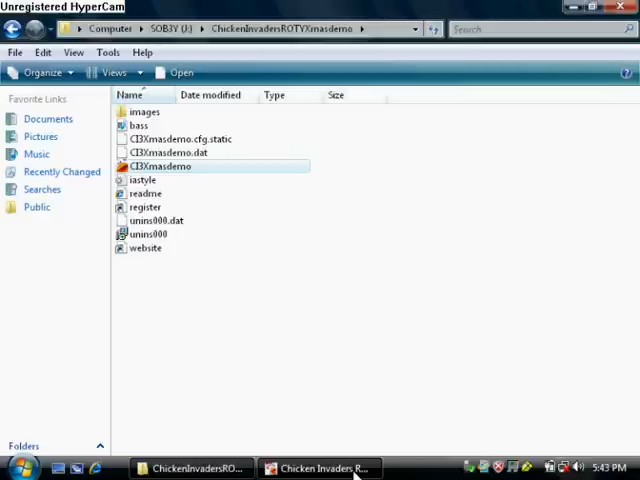 Unregistered HyperCam
Computer SOB3Y (J:) ChickenInvadersROTYXmasdemo Search
File Edit View Tools Help
Organize Views Open
Favorite Links
Documents
Pictures
Music
Recently Changed
Searches
Public
Name Date modified Type Size
images
bass
CI3Xmasdemo.cfg.static
CI3Xmasdemo.dat
CI3Xmasdemo
iastyle
readme
register
unins000.dat
unins000
website
Folders
ChickenInvadersRO... Chicken Invaders R... 5:43 PM